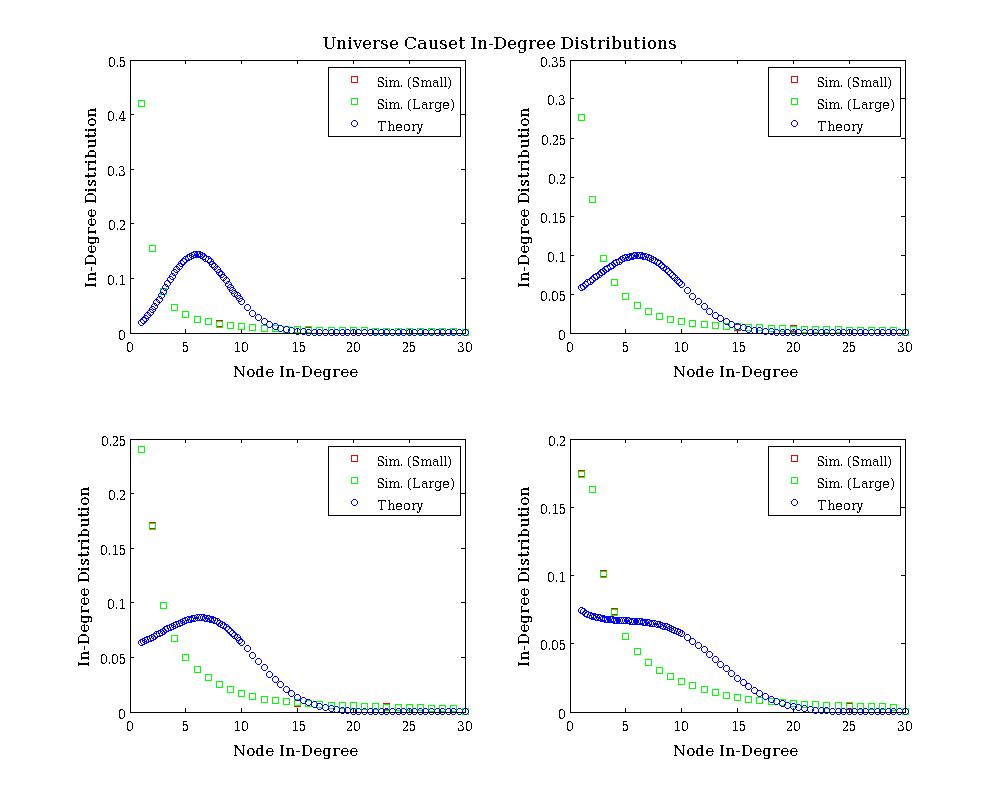 Universe Causet In-Degree Distributions
0.5
0.4
0.3
0.2
0.1
0
0 5 10 15 20 25 30
In-Degree Distribution
Node In-Degree
Sim. (Small)
Sim. (Large)
Theory
0.35
0.3
0.25
0.2
0.15
0.1
0.05
0
0 5 10 15 20 25 30
In-Degree Distribution
Node In-Degree
Sim. (Small)
Sim. (Large)
Theory
0.25
0.2
0.15
0.1
0.05
0
0 5 10 15 20 25 30
In-Degree Distribution
Node In-Degree
Sim. (Small)
Sim. (Large)
Theory
0.2
0.15
0.1
0.05
0
0 5 10 15 20 25 30
In-Degree Distribution
Node In-Degree
Sim. (Small)
Sim. (Large)
Theory